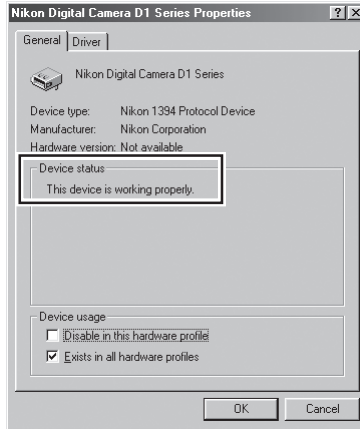 Nikon Digital Camera D1 Series Properties
General Driver
Nikon Digital Camera D1 Series
Device type: Nikon 1394 Protocol Device
Manufacturer: Nikon Corporation
Hardware version: Not available
Device status
This device is working properly.
Device usage
Disable in this hardware profile
Exists in all hardware profiles
OK Cancel